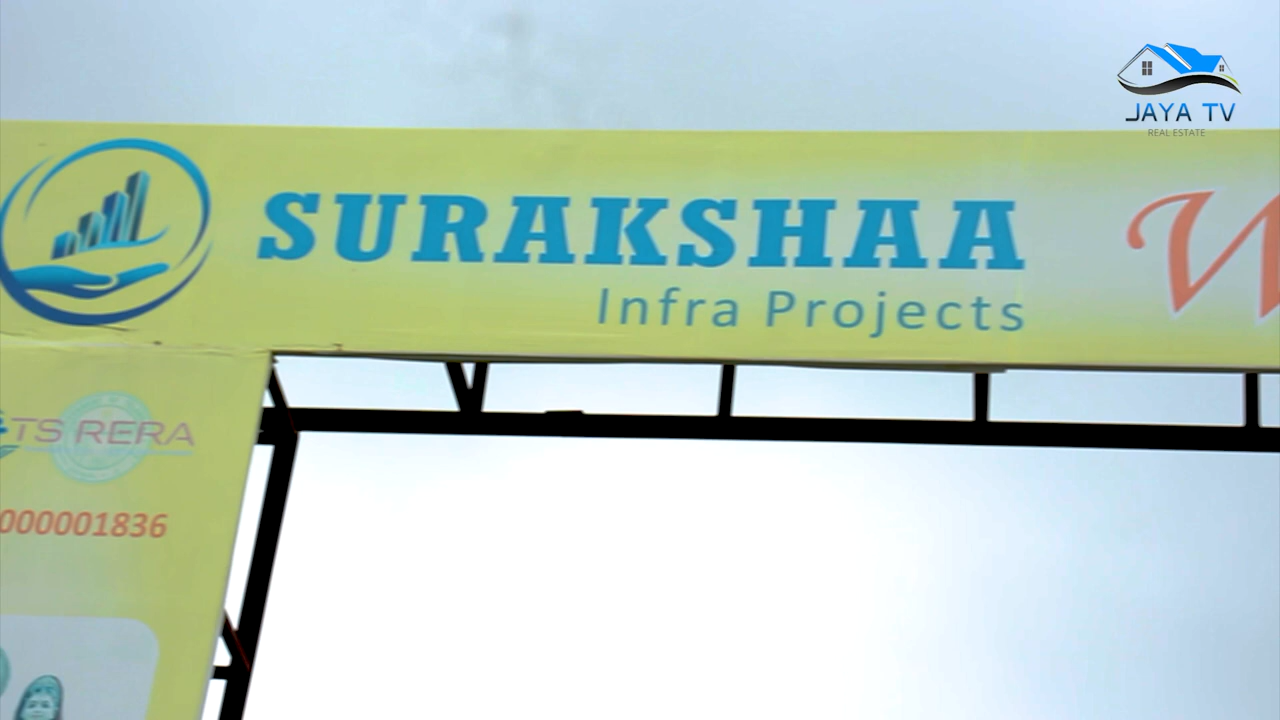 JAYA TV
REAL ESTATE
SURAKSHAA
Infra Projects
TS RERA
000001836